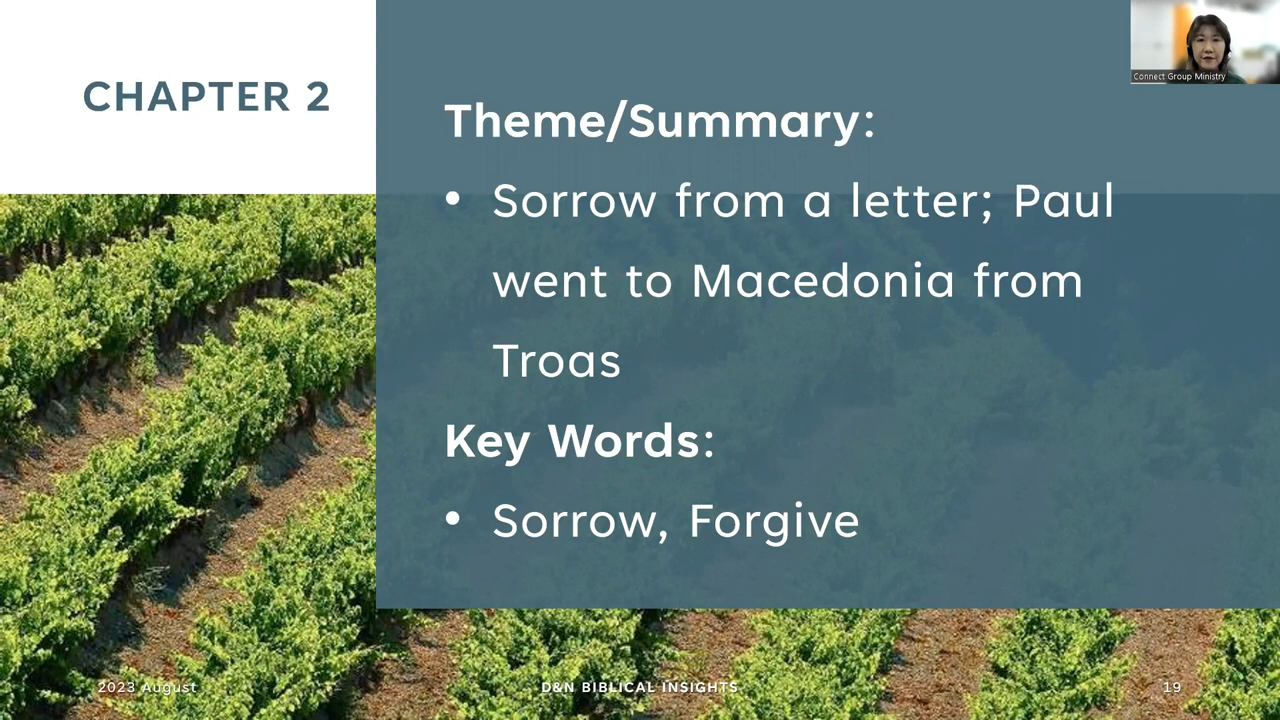 CHAPTER 2
Connect Group Ministry
Theme/Summary:
• Sorrow from a letter; Paul
went to Macedonia from
Troas
Key Words:
• Sorrow, Forgive
2023 August
D&N BIBLICAL INSIGHTS
19